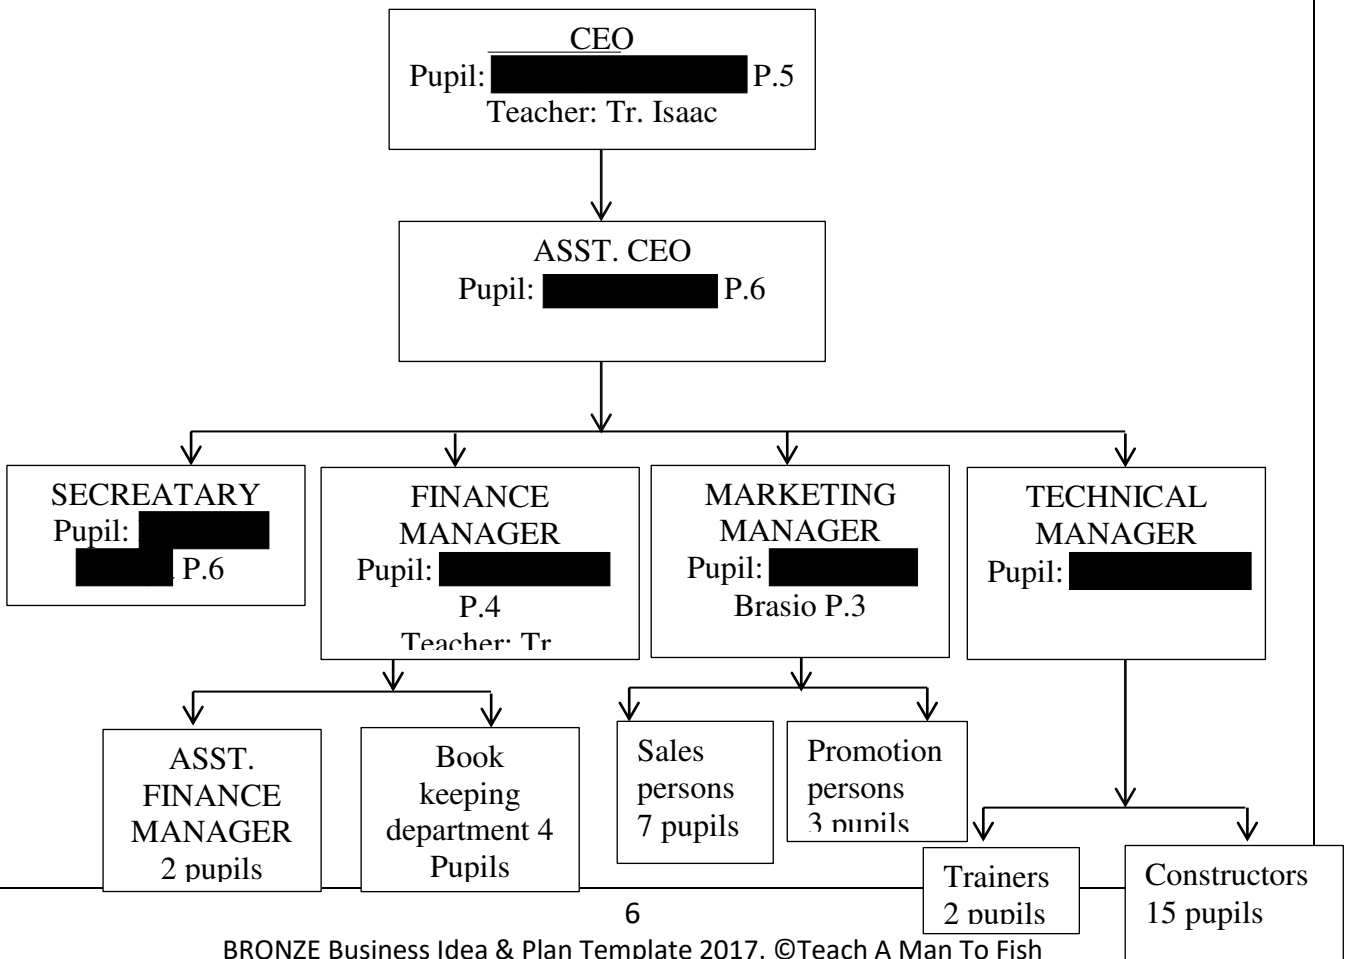 CEO
Pupil: P.5
Teacher: Tr. Isaac
ASST. CEO
Pupil: P.6
SECREATARY
Pupil:
P.6
FINANCE
MANAGER
Pupil:
P.4
Teacher: Tr
MARKETING
MANAGER
Pupil:
Brasio P.3
TECHNICAL
MANAGER
Pupil:
ASST.
FINANCE
MANAGER
2 pupils
Book
keeping
department 4
Pupils
Sales
persons
7 pupils
Promotion
persons
3 pupils
Trainers
2 pupils
Constructors
15 pupils
6
BRONZE Business Idea & Plan Template 2017. ©Teach A Man To Fish